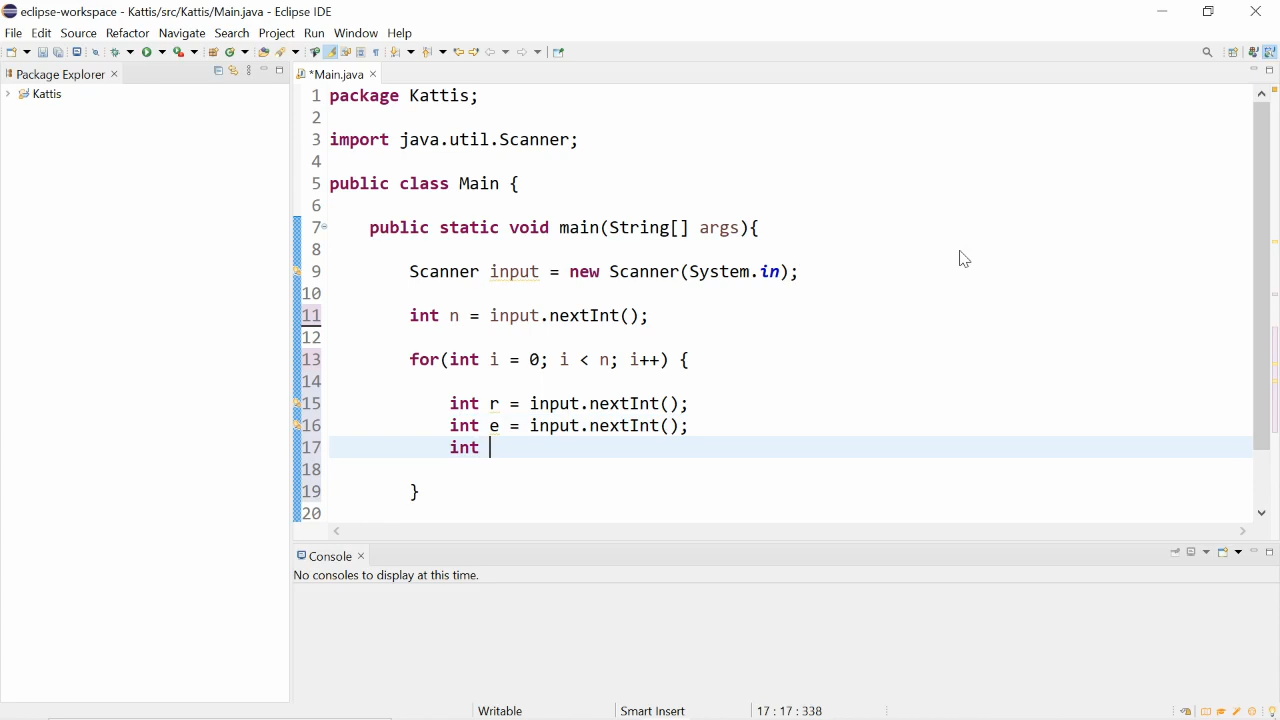 eclipse-workspace - Kattis/src/Kattis/Main.java - Eclipse IDE
File Edit Source Refactor Navigate Search Project Run Window Help
Package Explorer
*Main.java
Kattis
1 package Kattis;
2
3 import java.util.Scanner;
4
5 public class Main {
6
7 public static void main(String[] args){
8
9 Scanner input = new Scanner(System.in);
10
11 int n = input.nextInt();
12
13 for(int i = 0; i < n; i++) {
14
15 int r = input.nextInt();
16 int e = input.nextInt();
17 int
18
19 }
20
Console
No consoles to display at this time.
Writable Smart Insert 17 : 17 : 338